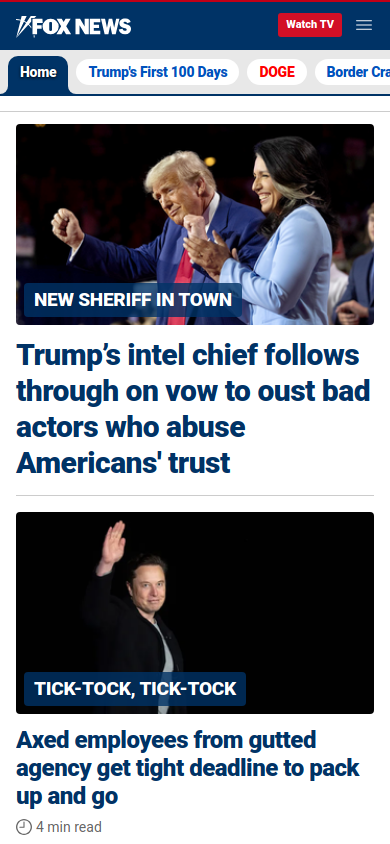 FOX NEWS
Watch TV
Home
Trump's First 100 Days
DOGE
Border Cra
NEW SHERIFF IN TOWN
Trump’s intel chief follows
through on vow to oust bad
actors who abuse
Americans' trust
TICK-TOCK, TICK-TOCK
Axed employees from gutted
agency get tight deadline to pack
up and go
4 min read